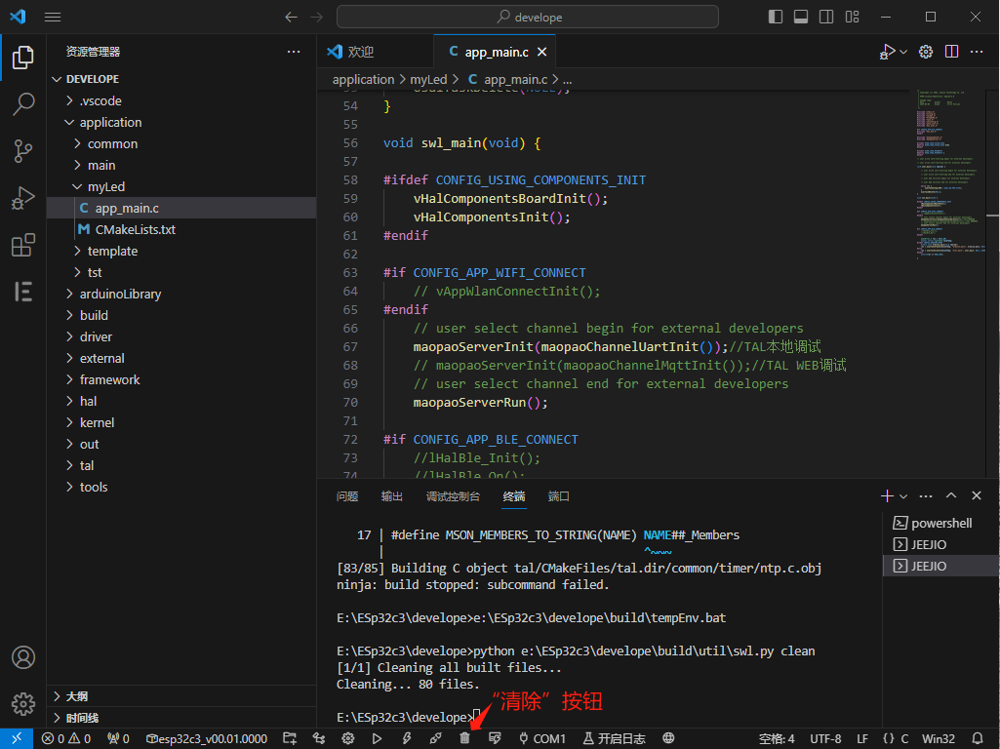 develope
资源管理器
DEVELOPE
.vscode
application
common
main
myLed
C app_main.c
M CMakeLists.txt
template
tst
arduinoLibrary
build
driver
external
framework
hal
kernel
out
tal
tools
大纲
时间线
欢迎
C app_main.c
application > myLed > C app_main.c > ...
54 }
55
56 void swl_main(void) {
57
58 #ifdef CONFIG_USING_COMPONENTS_INIT
59 vHalComponentsBoardInit();
60 vHalComponentsInit();
61 #endif
62
63 #if CONFIG_APP_WIFI_CONNECT
64 // vAppWlanConnectInit();
65 #endif
66 // user select channel begin for external developers
67 maopaoServerInit(maopaoChannelUartInit());//TAL本地调试
68 // maopaoServerInit(maopaoChannelMqttInit());//TAL WEB调试
69 // user select channel end for external developers
70 maopaoServerRun();
71
72 #if CONFIG_APP_BLE_CONNECT
73 //lHalBle_Init();
74 //lHalBle_On();
问题 输出 调试控制台 终端 端口
17 | #define MSON_MEMBERS_TO_STRING(NAME) NAME##_Members
| ^~~~
[83/85] Building C object tal/CMakeFiles/tal.dir/common/timer/ntp.c.obj
ninja: build stopped: subcommand failed.
E:\ESp32c3\develope>e:\ESp32c3\develope\build\tempEnv.bat
E:\ESp32c3\develope>python e:\ESp32c3\develope\build\util\swl.py clean
[1/1] Cleaning all built files...
Cleaning... 80 files.
E:\ESp32c3\develope>
“清除”按钮
powershell
JEEJIO
JEEJIO
0 0 0 esp32c3_v00.01.0000 COM1 开启日志 空格: 4 UTF-8 LF {} C Win32